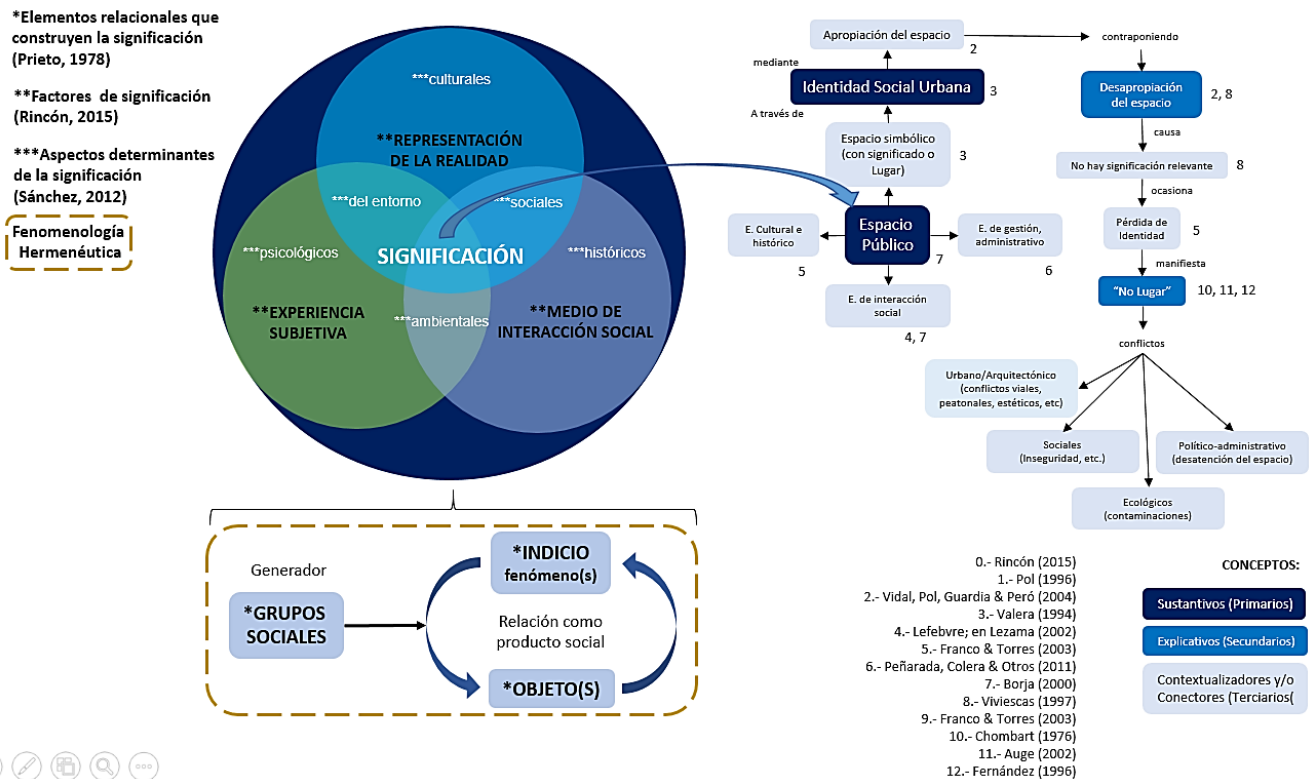 *Elementos relacionales que
construyen la significación
(Prieto, 1978)
**Factores de significación
(Rincón, 2015)
***Aspectos determinantes
de la significación
(Sánchez, 2012)
Fenomenología
Hermenéutica
***culturales
**REPRESENTACIÓN
DE LA REALIDAD
***del entorno
***sociales
***psicológicos
SIGNIFICACIÓN
***históricos
**EXPERIENCIA
SUBJETIVA
***ambientales
**MEDIO DE
INTERACCIÓN SOCIAL
Generador
*GRUPOS
SOCIALES
*INDICIO
fenómeno(s)
Relación como
producto social
*OBJETO(S)
Apropiación del espacio
2
contraponiendo
mediante
Identidad Social Urbana
3
A través de
Espacio simbólico
(con significado o
Lugar)
3
E. Cultural e
histórico
5
Espacio
Público
7
E. de gestión,
administrativo
6
E. de interacción
social
4, 7
Desapropiación
del espacio
2, 8
causa
No hay significación relevante
8
ocasiona
Pérdida de
Identidad
5
manifiesta
"No Lugar"
10, 11, 12
conflictos
Urbano/Arquitectónico
(conflictos viales,
peatonales, estéticos, etc)
Sociales
(Inseguridad, etc.)
Político-administrativo
(desatención del espacio)
Ecológicos
(contaminaciones)
0.- Rincón (2015)
1.- Pol (1996)
2.- Vidal, Pol, Guardia & Peró (2004)
3.- Valera (1994)
4.- Lefebvre; en Lezama (2002)
5.- Franco & Torres (2003)
6.- Peñarada, Colera & Otros (2011)
7.- Borja (2000)
8.- Viviescas (1997)
9.- Franco & Torres (2003)
10.- Chombart (1976)
11.- Auge (2002)
12.- Fernández (1996)
CONCEPTOS:
Sustantivos (Primarios)
Explicativos (Secundarios)
Contextualizadores y/o
Conectores (Terciarios(